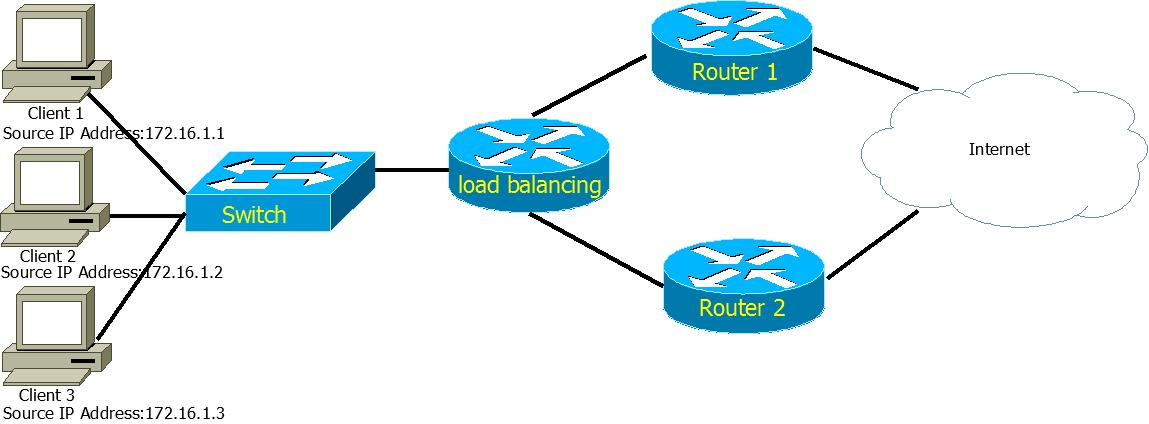 Client 1
Source IP Address:172.16.1.1
Client 2
Source IP Address:172.16.1.2
Client 3
Source IP Address:172.16.1.3
Switch
load balancing
Router 1
Router 2
Internet